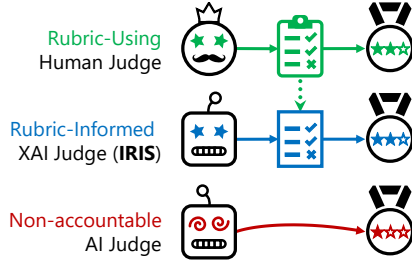 Rubric-Using
Human Judge
Rubric-Informed
XAI Judge (IRIS)
Non-accountable
AI Judge